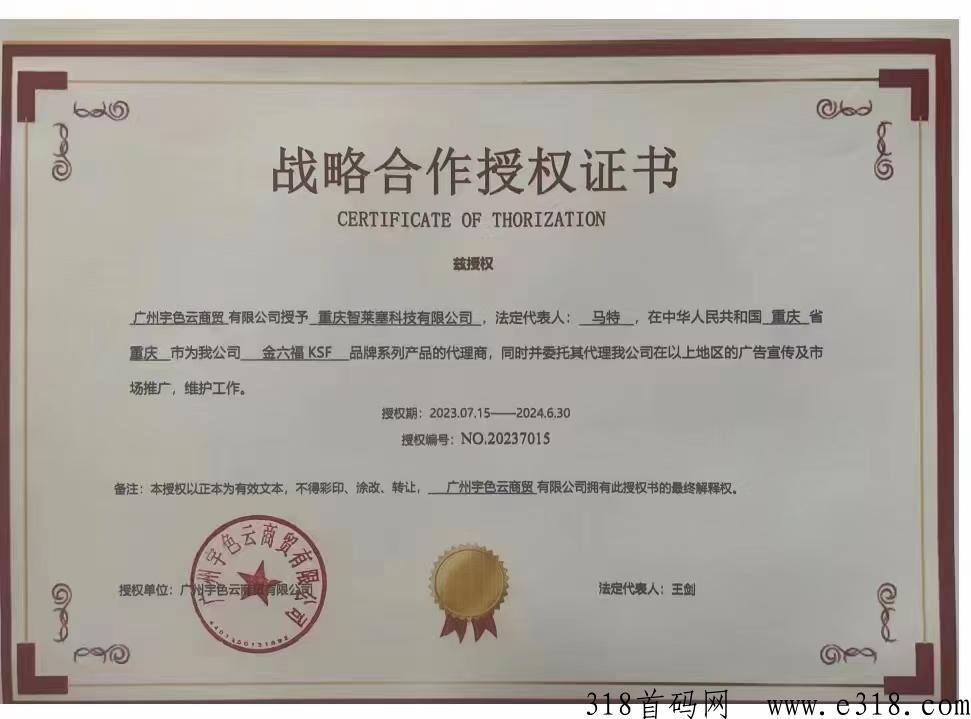 战略合作授权证书
CERTIFICATE OF THORIZATION
兹授权
广州宇色云商贸 有限公司授予 重庆智莱塞科技有限公司 ，法定代表人： 马特 ，在中华人民共和国 重庆 省
重庆 市为我公司 金六福 KSF 品牌系列产品的代理商，同时并委托其代理我公司在以上地区的广告宣传及市
场推广，维护工作。
授权期：2023.07.15——2024.6.30
授权编号：NO.20237015
备注：本授权以正本为有效文本，不得彩印、涂改、转让， 广州宇色云商贸 有限公司拥有此授权书的最终解释权。
广州宇色云商贸有限公司
授权单位：广州宇色云商贸有限公司
法定代表人：王剑
318首码网 www.e318.com